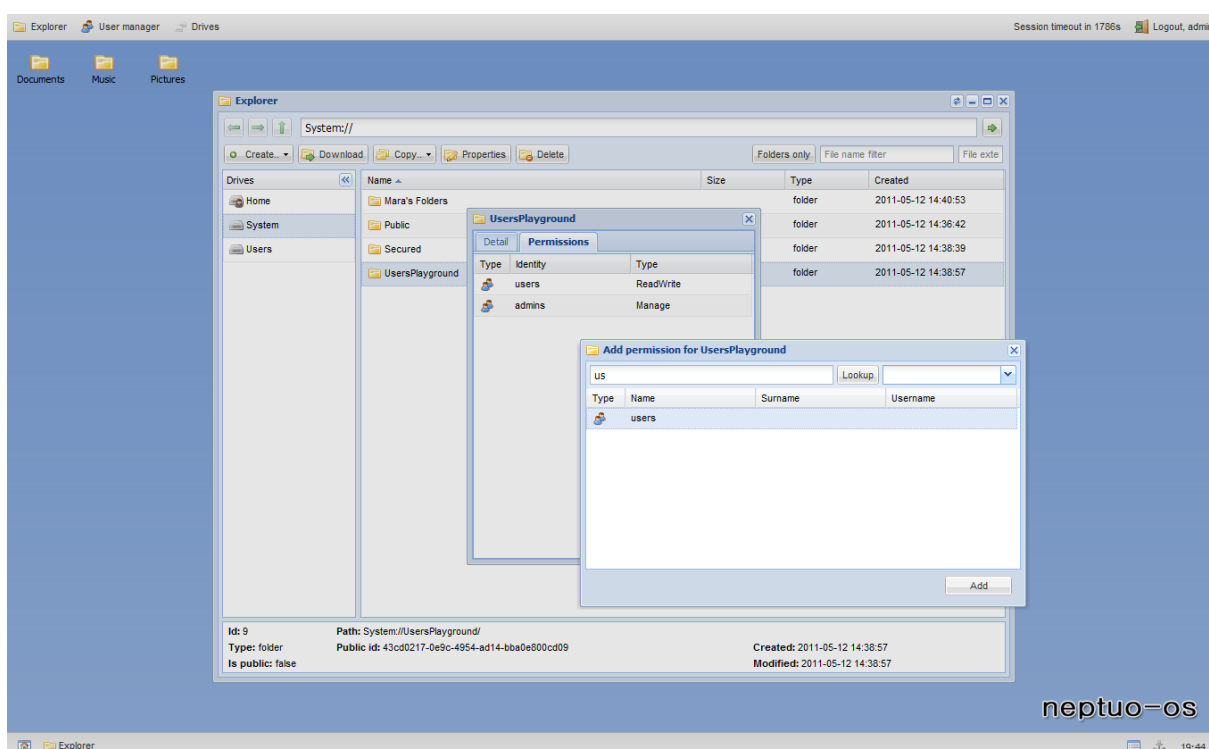 Explorer User manager Drives Session timeout in 1786s Logout, admi
Documents Music Pictures
Explorer
System://
Create.. Download Copy.. Properties Delete Folders only File name filter File exte
Drives Name Size Type Created
Home Mara's Folders folder 2011-05-12 14:40:53
System Public folder 2011-05-12 14:36:42
Users Secured folder 2011-05-12 14:38:39
UsersPlayground folder 2011-05-12 14:38:57
UsersPlayground
Detail Permissions
Type Identity Type
users ReadWrite
admins Manage
Add permission for UsersPlayground
us Lookup
Type Name Surname Username
users
Add
Id: 9 Path: System://UsersPlayground/
Type: folder Public id: 43cd0217-0e9c-4954-ad14-bba0e800cd09 Created: 2011-05-12 14:38:57
Is public: false Modified: 2011-05-12 14:38:57
neptuo-os
Explorer 19:44